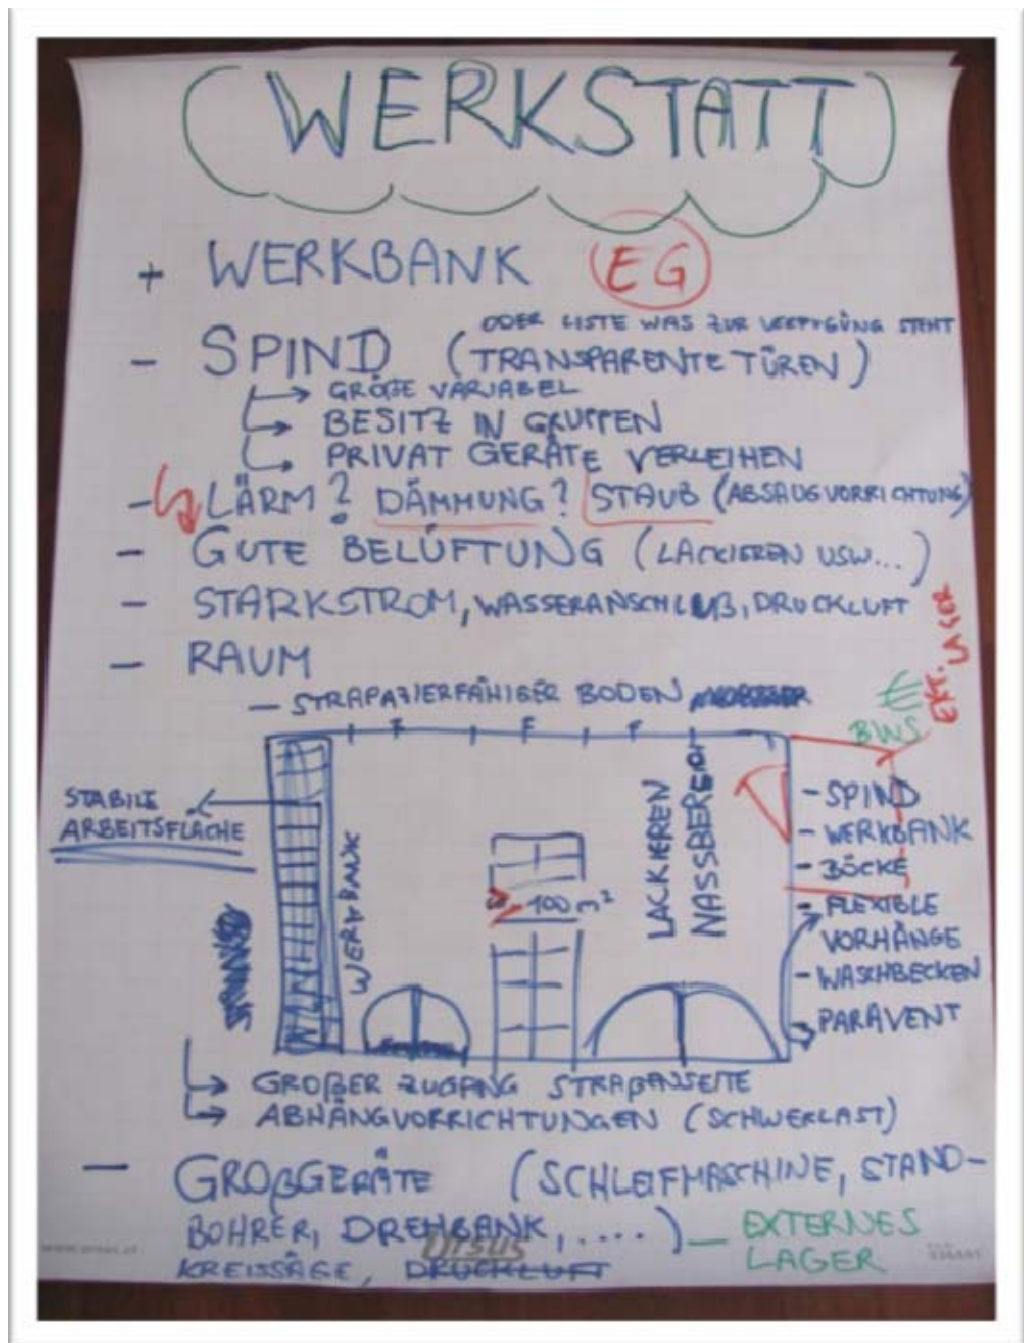 WERKSTATT
+ WERKBANK EG
ODER LISTE WAS ZUR VERFÜGUNG STEHT
- SPIND (TRANSPARENTE TÜREN)
→ GRÖßE VARIABEL
→ BESITZ IN GRUPPEN
→ PRIVAT GERÄTE VERLEIHEN
- LÄRM? DÄMMUNG? STAUB (ABSAUGVORRICHTUNG)
- GUTE BELÜFTUNG (LACKIEREN USW...)
- STARKSTROM, WASSERANSCHLUß, DRUCKLUFT
- RAUM
- STRAPAZIERFÄHIGER BODEN
EXT. LAGER
€
BWS
STABILE
ARBEITSFLÄCHE
WERKBANK
100 m²
LACKIEREN
NASSBEREICH
- SPIND
- WERKBANK
- BÖCKE
- FLEXIBLE
VORHÄNGE
- WASCHBECKEN
PARAVENT
→ GROßER ZUGANG STRAßENSEITE
→ ABHÄNGVORRICHTUNGEN (SCHWERLAST)
- GROßGERÄTE (SCHLEIFMASCHINE, STAND-
BOHRER, DREHBANK, .....) — EXTERNES
KREISSÄGE, DRUCKLUFT LAGER
Ursus